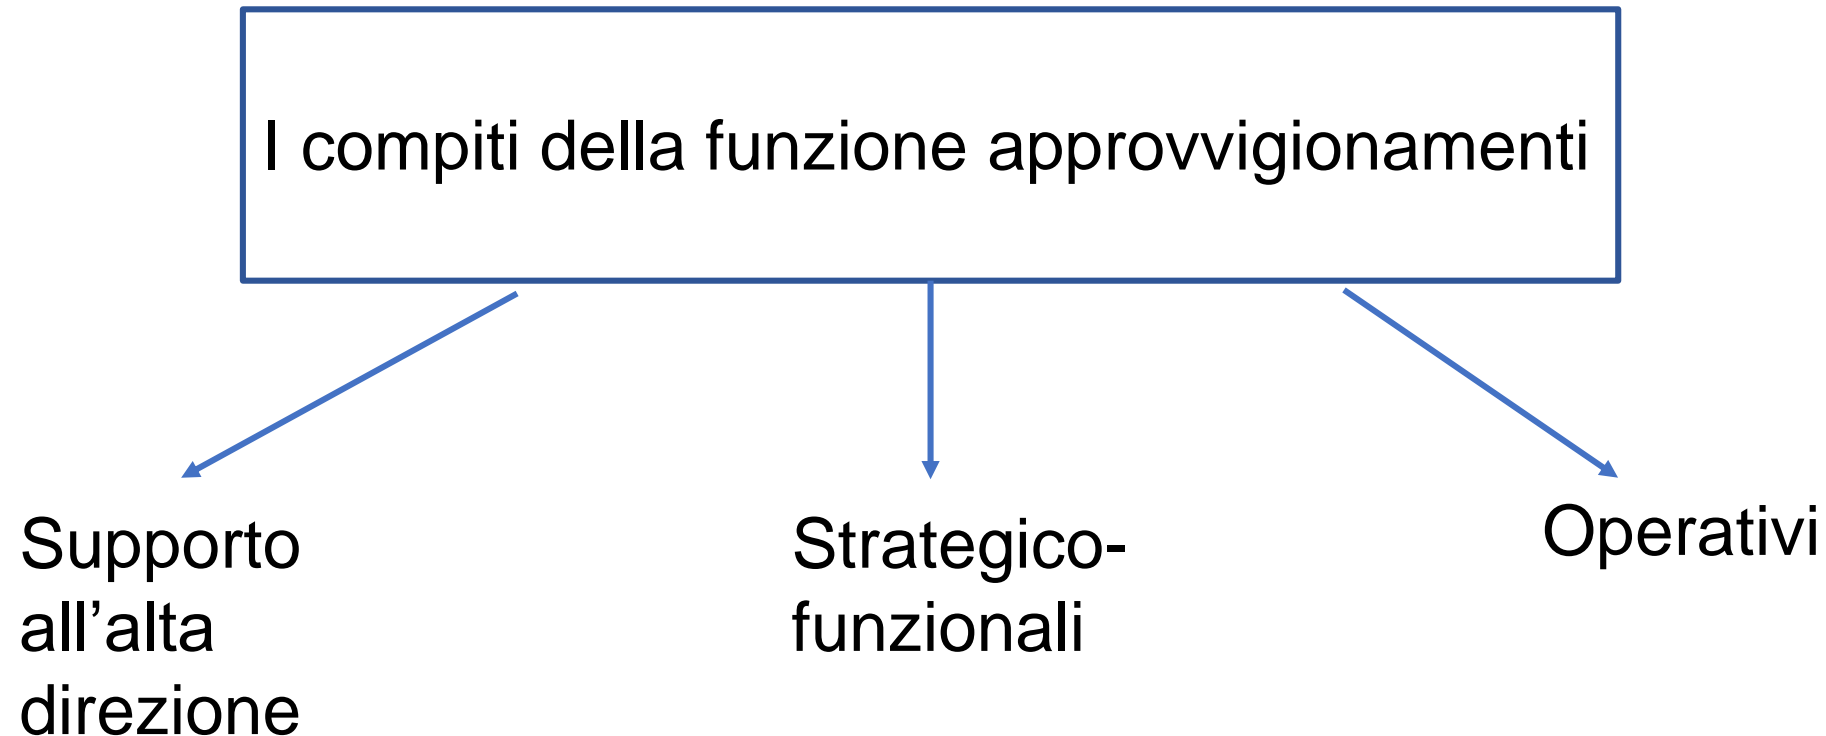 I compiti della funzione approvvigionamenti
Supporto
all’alta
direzione
Strategico-
funzionali
Operativi